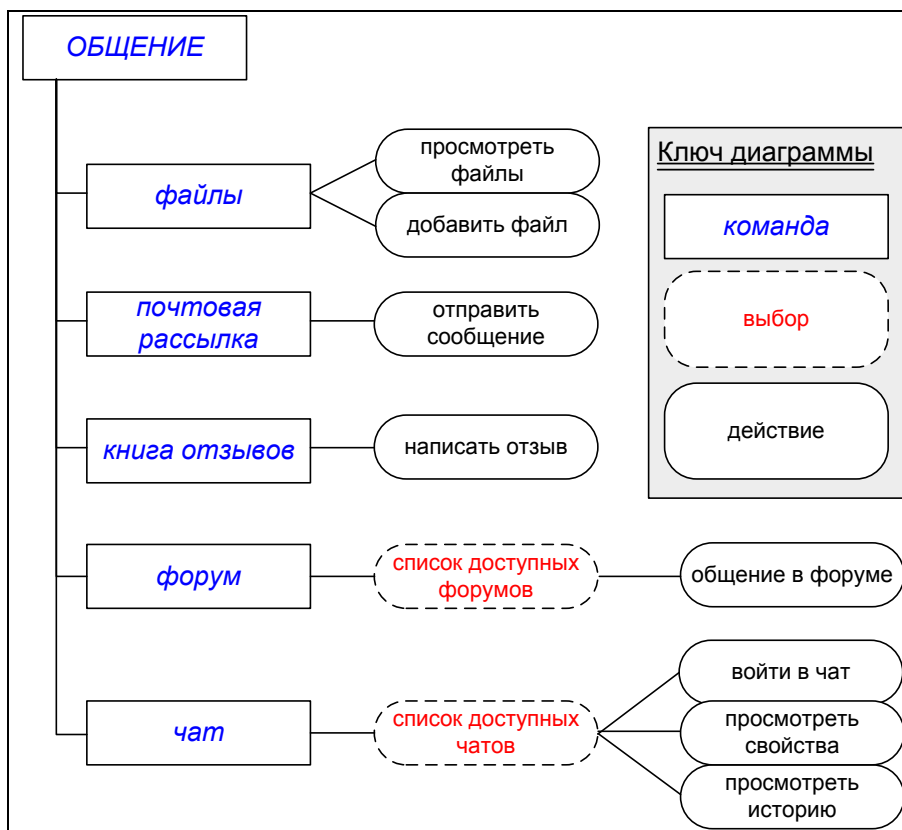 ОБЩЕНИЕ
файлы
просмотреть
файлы
добавить файл
почтовая
рассылка
отправить
сообщение
книга отзывов
написать отзыв
форум
список доступных
форумов
общение в форуме
чат
список доступных
чатов
войти в чат
просмотреть
свойства
просмотреть
историю
Ключ диаграммы
команда
выбор
действие